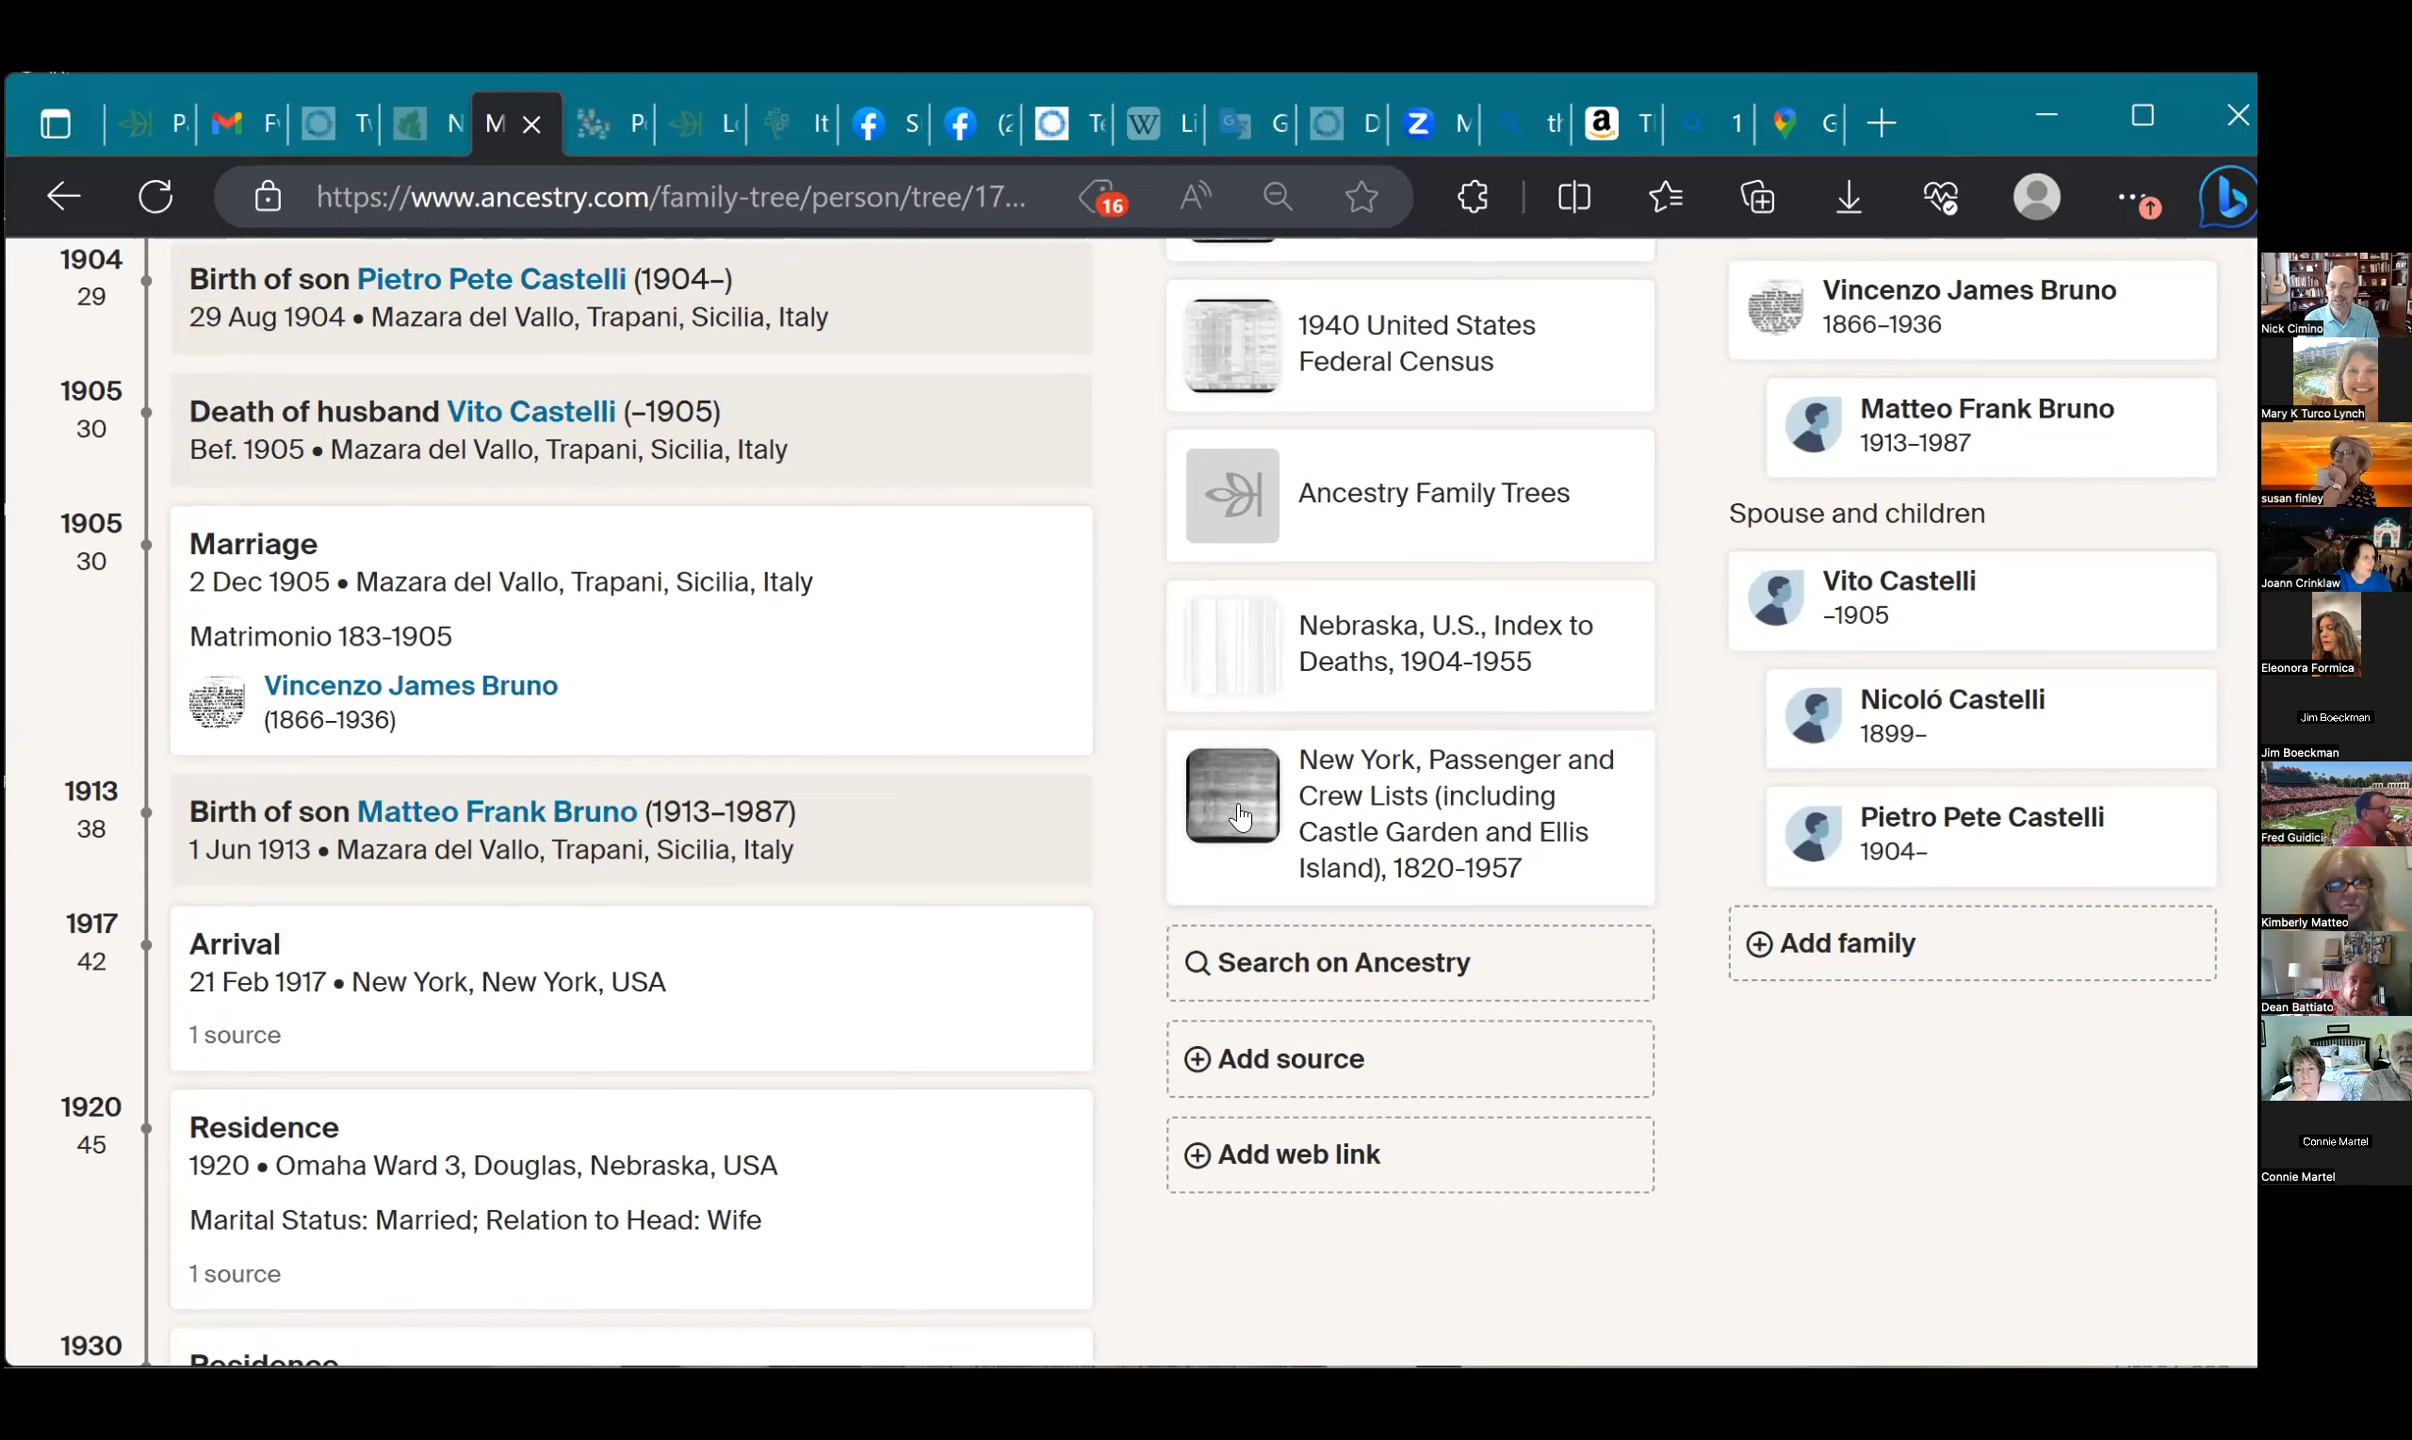 P
F
T
N
M
P
L
It
S
(2
T
Li
G
D
M
tl
T
1
G
https://www.ancestry.com/family-tree/person/tree/17...
16
1904
29
Birth of son Pietro Pete Castelli (1904–)
29 Aug 1904 • Mazara del Vallo, Trapani, Sicilia, Italy
1905
30
Death of husband Vito Castelli (–1905)
Bef. 1905 • Mazara del Vallo, Trapani, Sicilia, Italy
1905
30
Marriage
2 Dec 1905 • Mazara del Vallo, Trapani, Sicilia, Italy
Matrimonio 183-1905
Vincenzo James Bruno
(1866–1936)
1913
38
Birth of son Matteo Frank Bruno (1913–1987)
1 Jun 1913 • Mazara del Vallo, Trapani, Sicilia, Italy
1917
42
Arrival
21 Feb 1917 • New York, New York, USA
1 source
1920
45
Residence
1920 • Omaha Ward 3, Douglas, Nebraska, USA
Marital Status: Married; Relation to Head: Wife
1 source
1930
Residence
1940 United States
Federal Census
Ancestry Family Trees
Nebraska, U.S., Index to
Deaths, 1904-1955
New York, Passenger and
Crew Lists (including
Castle Garden and Ellis
Island), 1820-1957
Search on Ancestry
Add source
Add web link
Vincenzo James Bruno
1866–1936
Matteo Frank Bruno
1913–1987
Spouse and children
Vito Castelli
–1905
Nicoló Castelli
1899–
Pietro Pete Castelli
1904–
Add family
Nick Cimino
Mary K Turco Lynch
susan finley
Joann Crinklaw
Eleonora Formica
Jim Boeckman
Jim Boeckman
Fred Guidici
Kimberly Matteo
Dean Battiato
Connie Martel
Connie Martel